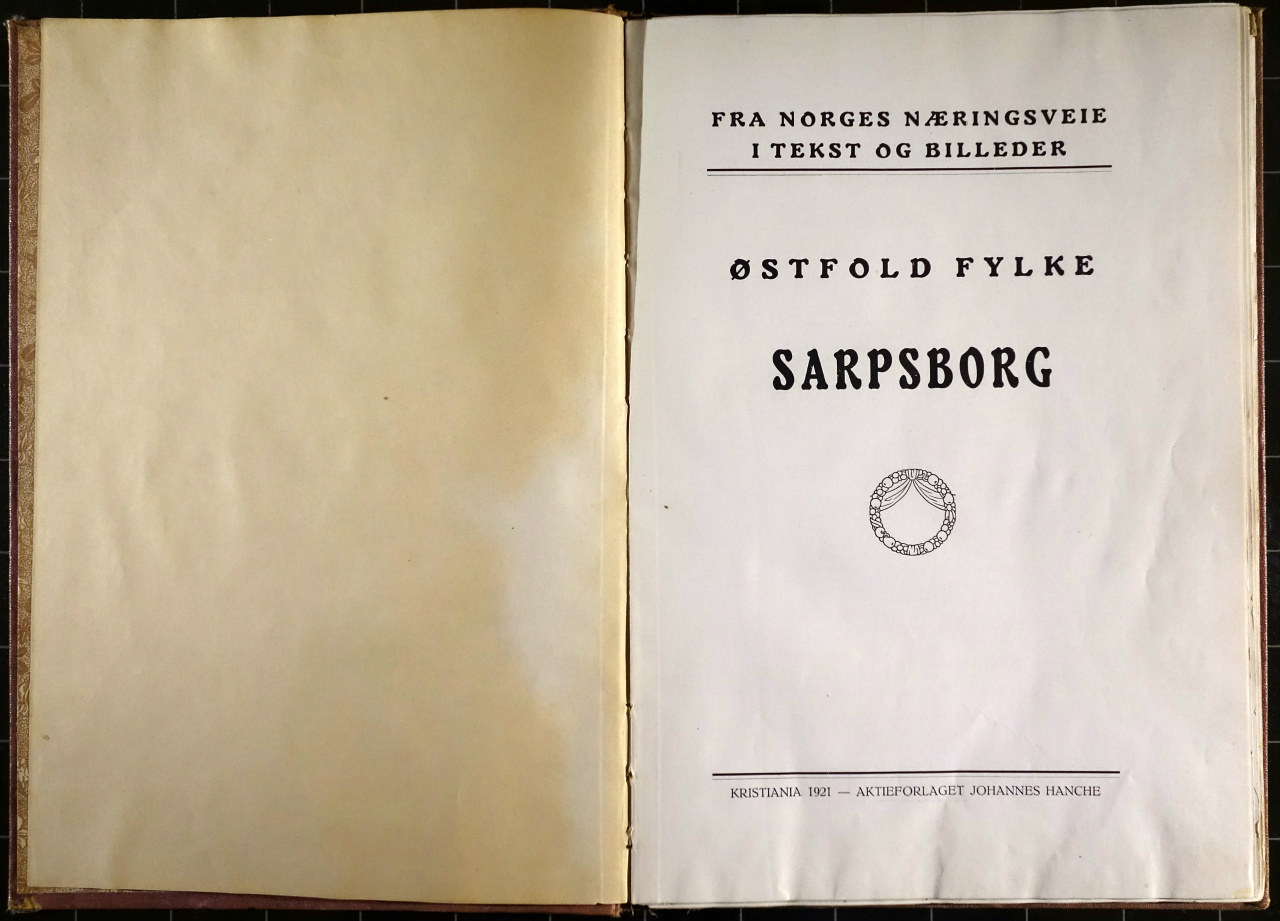 FRA NORGES NÆRINGSVEIE
I TEKST OG BILLEDER
ØSTFOLD FYLKE
SARPSBORG
KRISTIANIA 1921 — AKTIEFORLAGET JOHANNES HANCHE